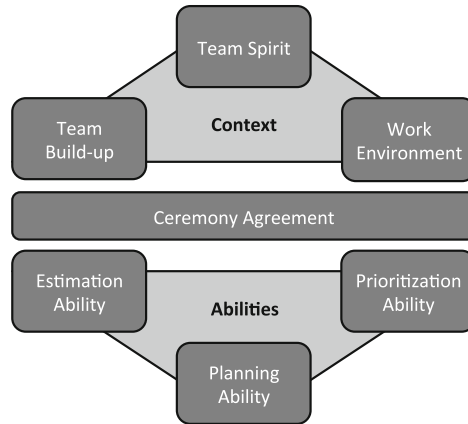 Team Spirit
Team
Build-up
Context
Work
Environment
Ceremony Agreement
Estimation
Ability
Abilities
Prioritization
Ability
Planning
Ability